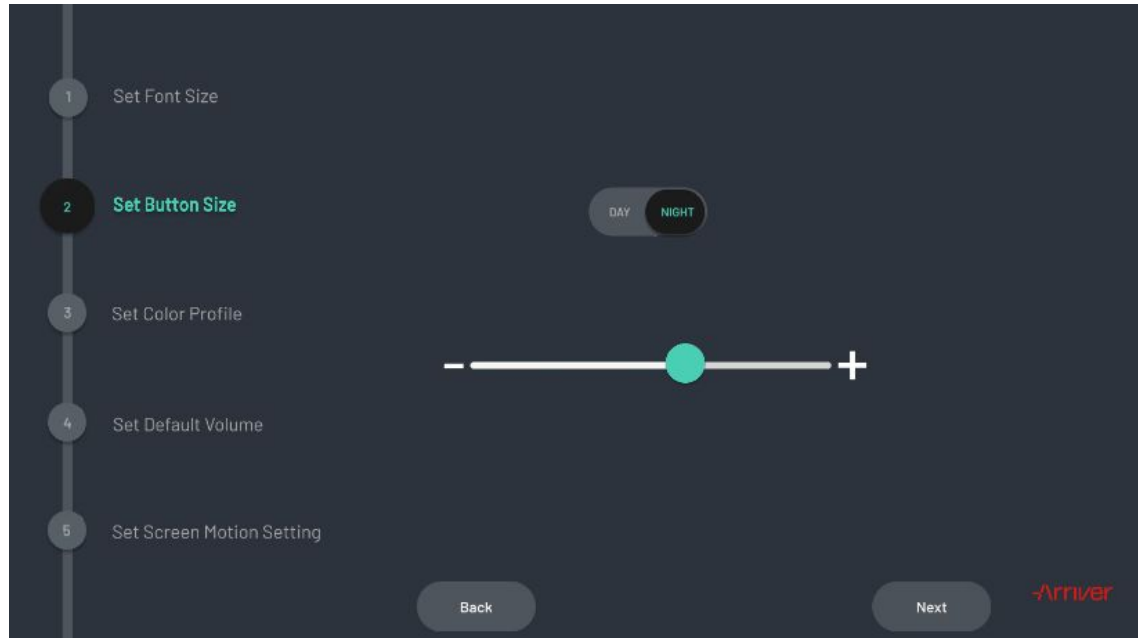 1 Set Font Size
2 Set Button Size
DAY NIGHT
3 Set Color Profile
- +
4 Set Default Volume
5 Set Screen Motion Setting
Back Next
Arriver